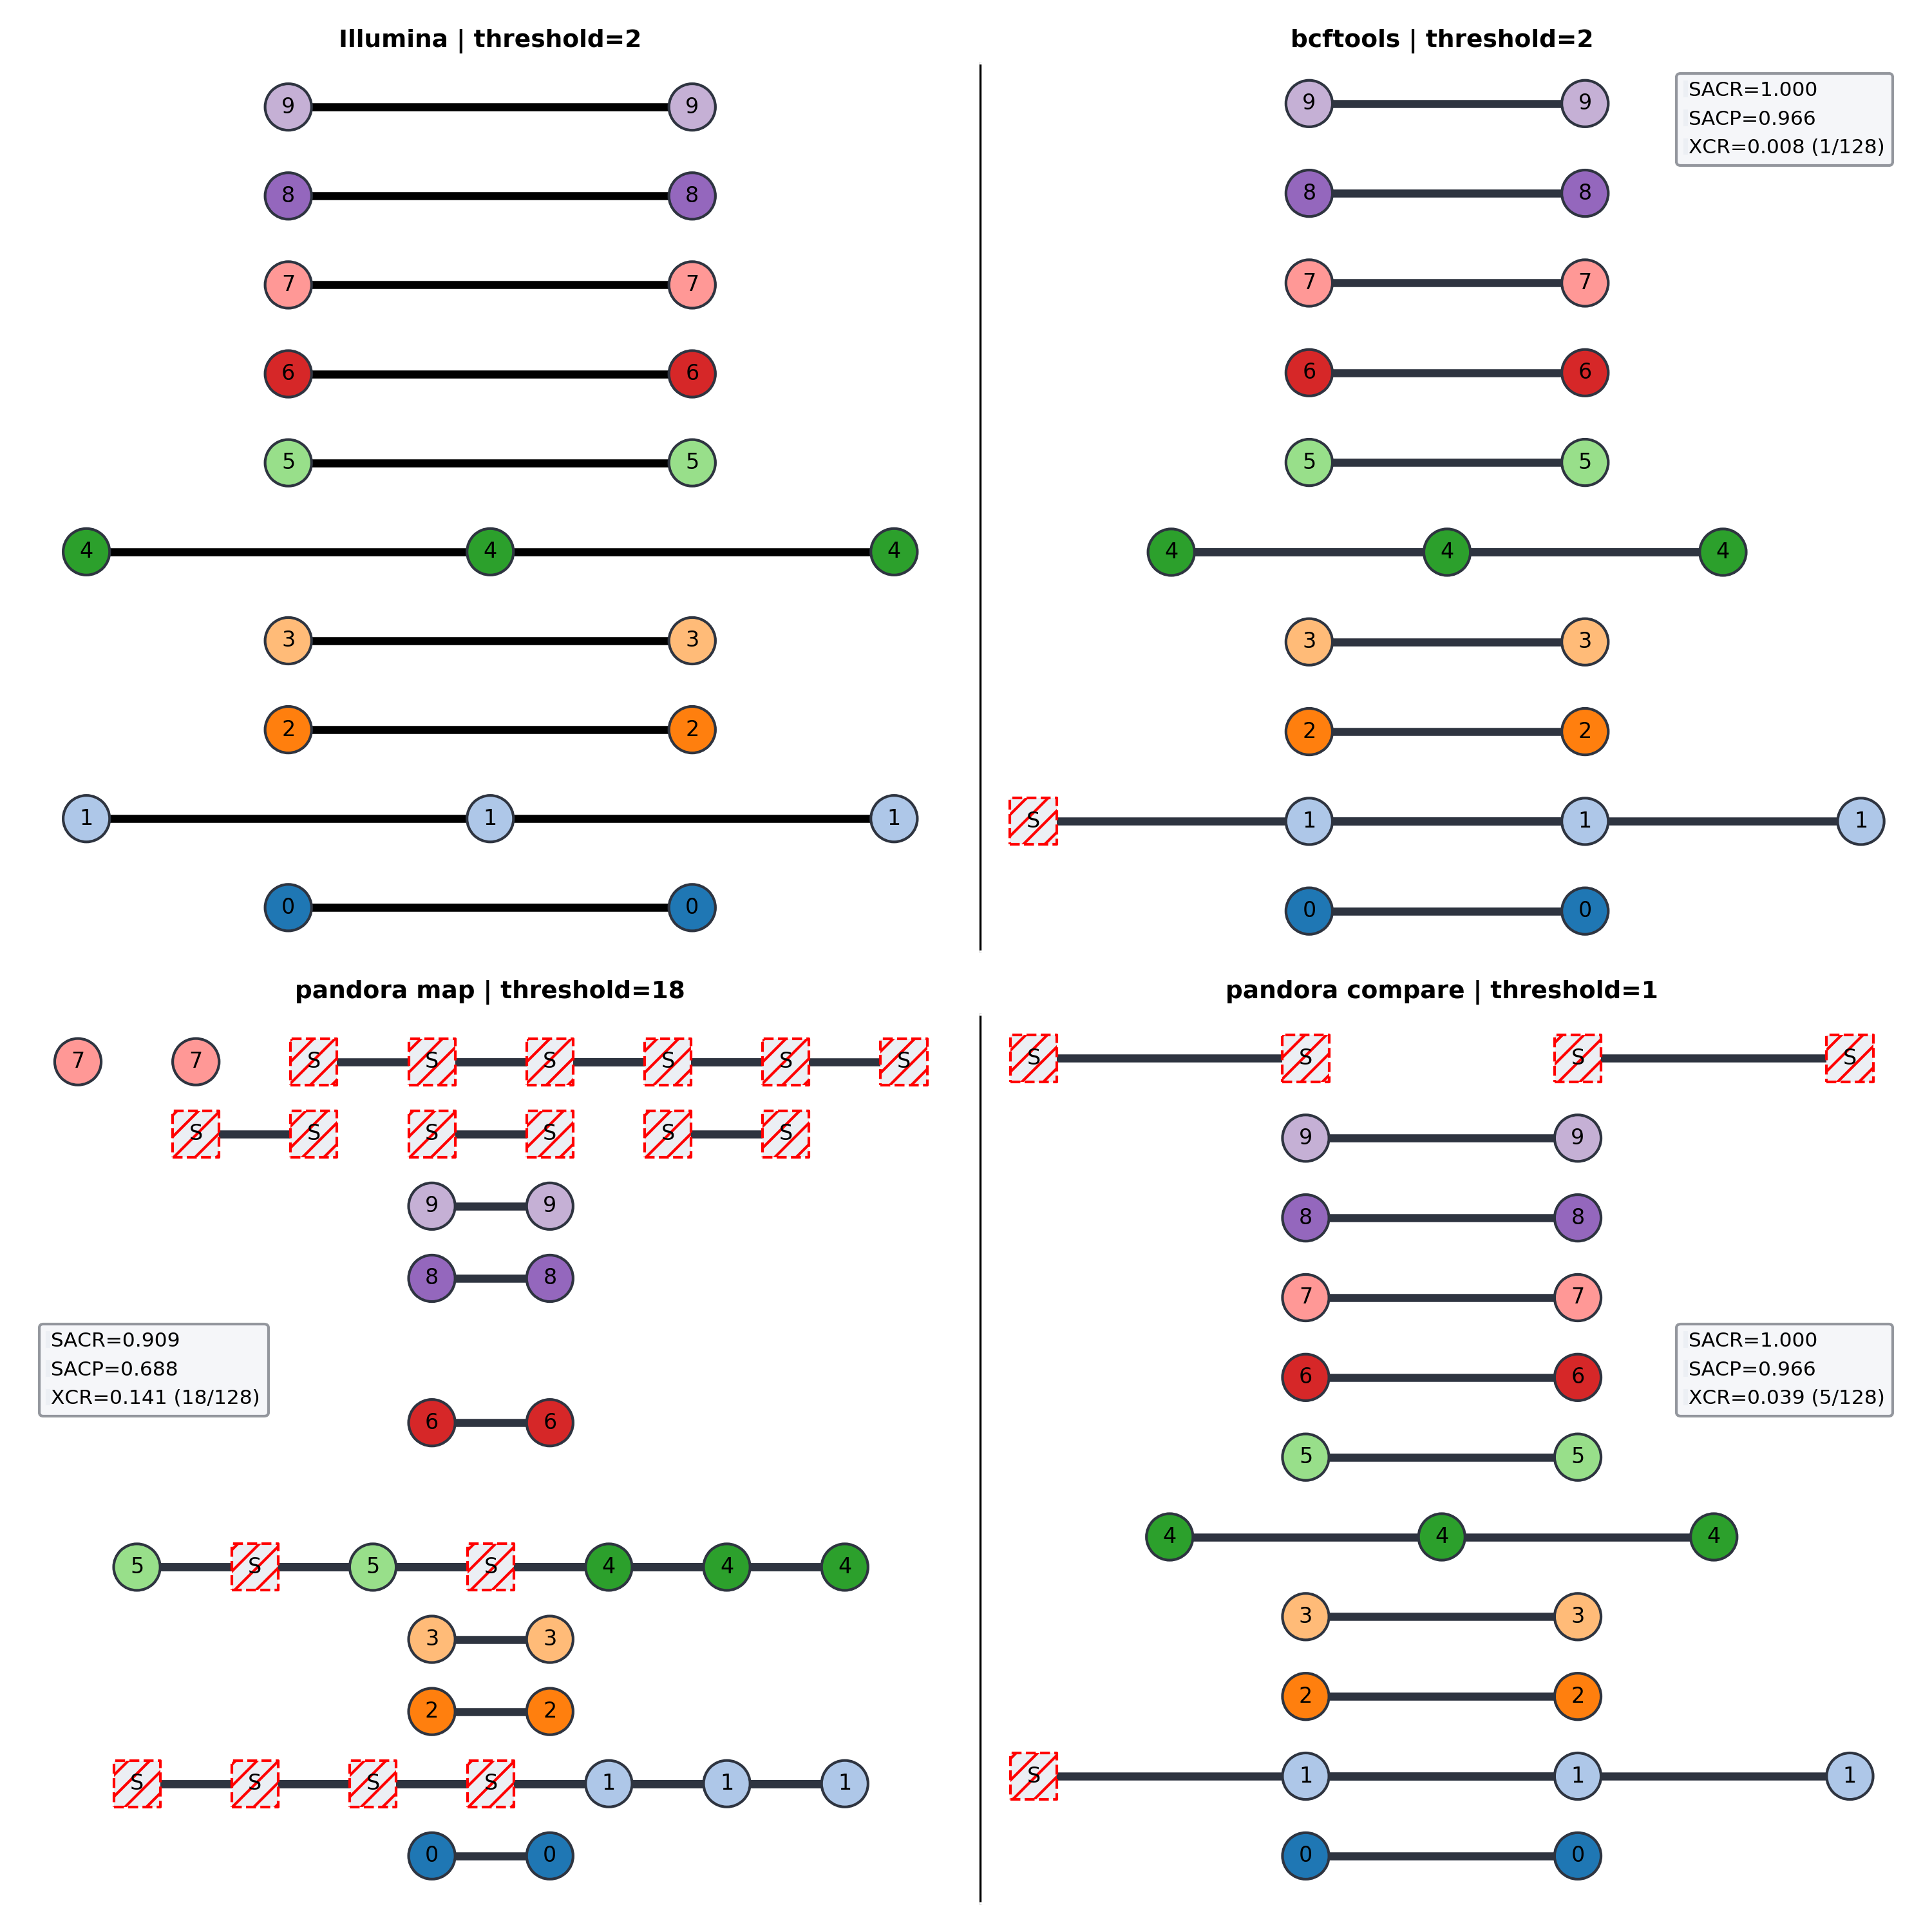 Illumina | threshold=2
9 9
8 8
7 7
6 6
5 5
4 4 4
3 3
2 2
1 1 1
0 0
bcftools | threshold=2
SACR=1.000
SACP=0.966
XCR=0.008 (1/128)
9 9
8 8
7 7
6 6
5 5
4 4 4
3 3
2 2
S 1 1 1
0 0
pandora map | threshold=18
7 7 S S S S S S
S S S S S S
9 9
8 8
SACR=0.909
SACP=0.688
XCR=0.141 (18/128)
6 6
5 S 5 S 4 4 4
3 3
2 2
S S S S 1 1 1
0 0
pandora compare | threshold=1
S S S S
9 9
8 8
7 7
SACR=1.000
SACP=0.966
XCR=0.039 (5/128)
6 6
5 5
4 4 4
3 3
2 2
S 1 1 1
0 0